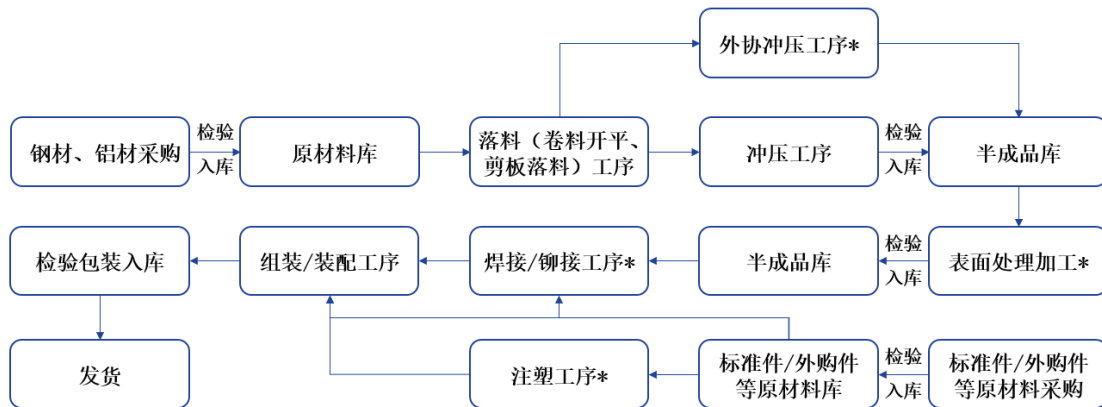 外协冲压工序*
钢材、铝材采购
检验
入库
原材料库
落料（卷料开平、
剪板落料）工序
冲压工序
检验
入库
半成品库
检验包装入库
组装/装配工序
焊接/铆接工序*
半成品库
检验
入库
表面处理加工*
发货
注塑工序*
标准件/外购件
等原材料库
检验
入库
标准件/外购件
等原材料采购